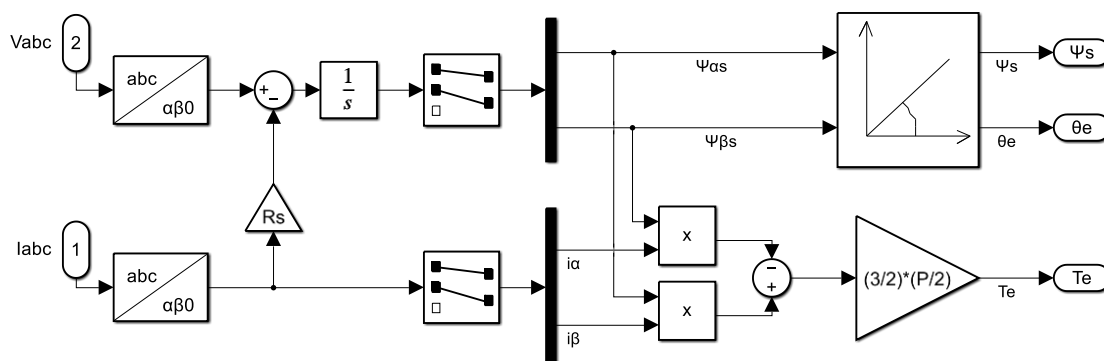 Vabc
2
abc
αβ0
+
−
1
s
Ψαs
Ψβs
Ψs
Ψs
θe
θe
Rs
Iabc
1
abc
αβ0
iα
iβ
x
x
−
+
(3/2)*(P/2)
Te
Te